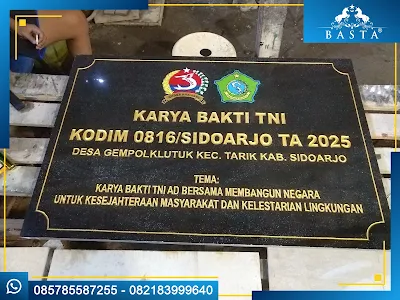 BASTA®
KARYA BAKTI TNI
KODIM 0816/SIDOARJO TA 2025
DESA GEMPOLKLUTUK KEC. TARIK KAB. SIDOARJO
TEMA:
KARYA BAKTI TNI AD BERSAMA MEMBANGUN NEGARA
UNTUK KESEJAHTERAAN MASYARAKAT DAN KELESTARIAN LINGKUNGAN
085785587255 - 082183999640